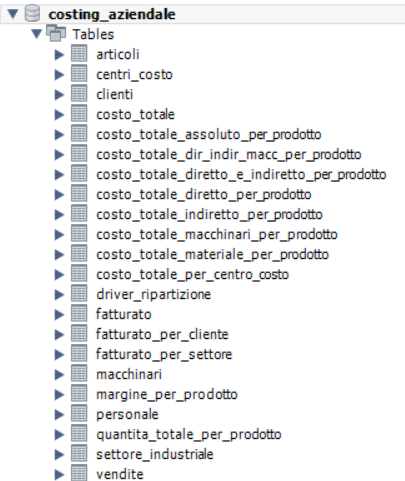 costing_aziendale
Tables
articoli
centri_costo
clienti
costo_totale
costo_totale_assoluto_per_prodotto
costo_totale_dir_indir_macc_per_prodotto
costo_totale_diretto_e_indiretto_per_prodotto
costo_totale_diretto_per_prodotto
costo_totale_indiretto_per_prodotto
costo_totale_macchinari_per_prodotto
costo_totale_materiale_per_prodotto
costo_totale_per_centro_costo
driver_ripartizione
fatturato
fatturato_per_cliente
fatturato_per_settore
macchinari
margine_per_prodotto
personale
quantita_totale_per_prodotto
settore_industriale
vendite